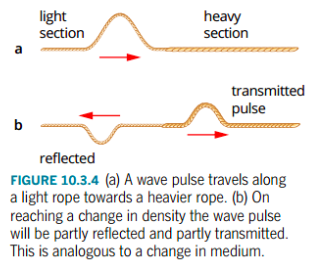 light
section
heavy
section
a
transmitted
pulse
b
reflected
FIGURE 10.3.4 (a) A wave pulse travels along
a light rope towards a heavier rope. (b) On
reaching a change in density the wave pulse
will be partly reflected and partly transmitted.
This is analogous to a change in medium.